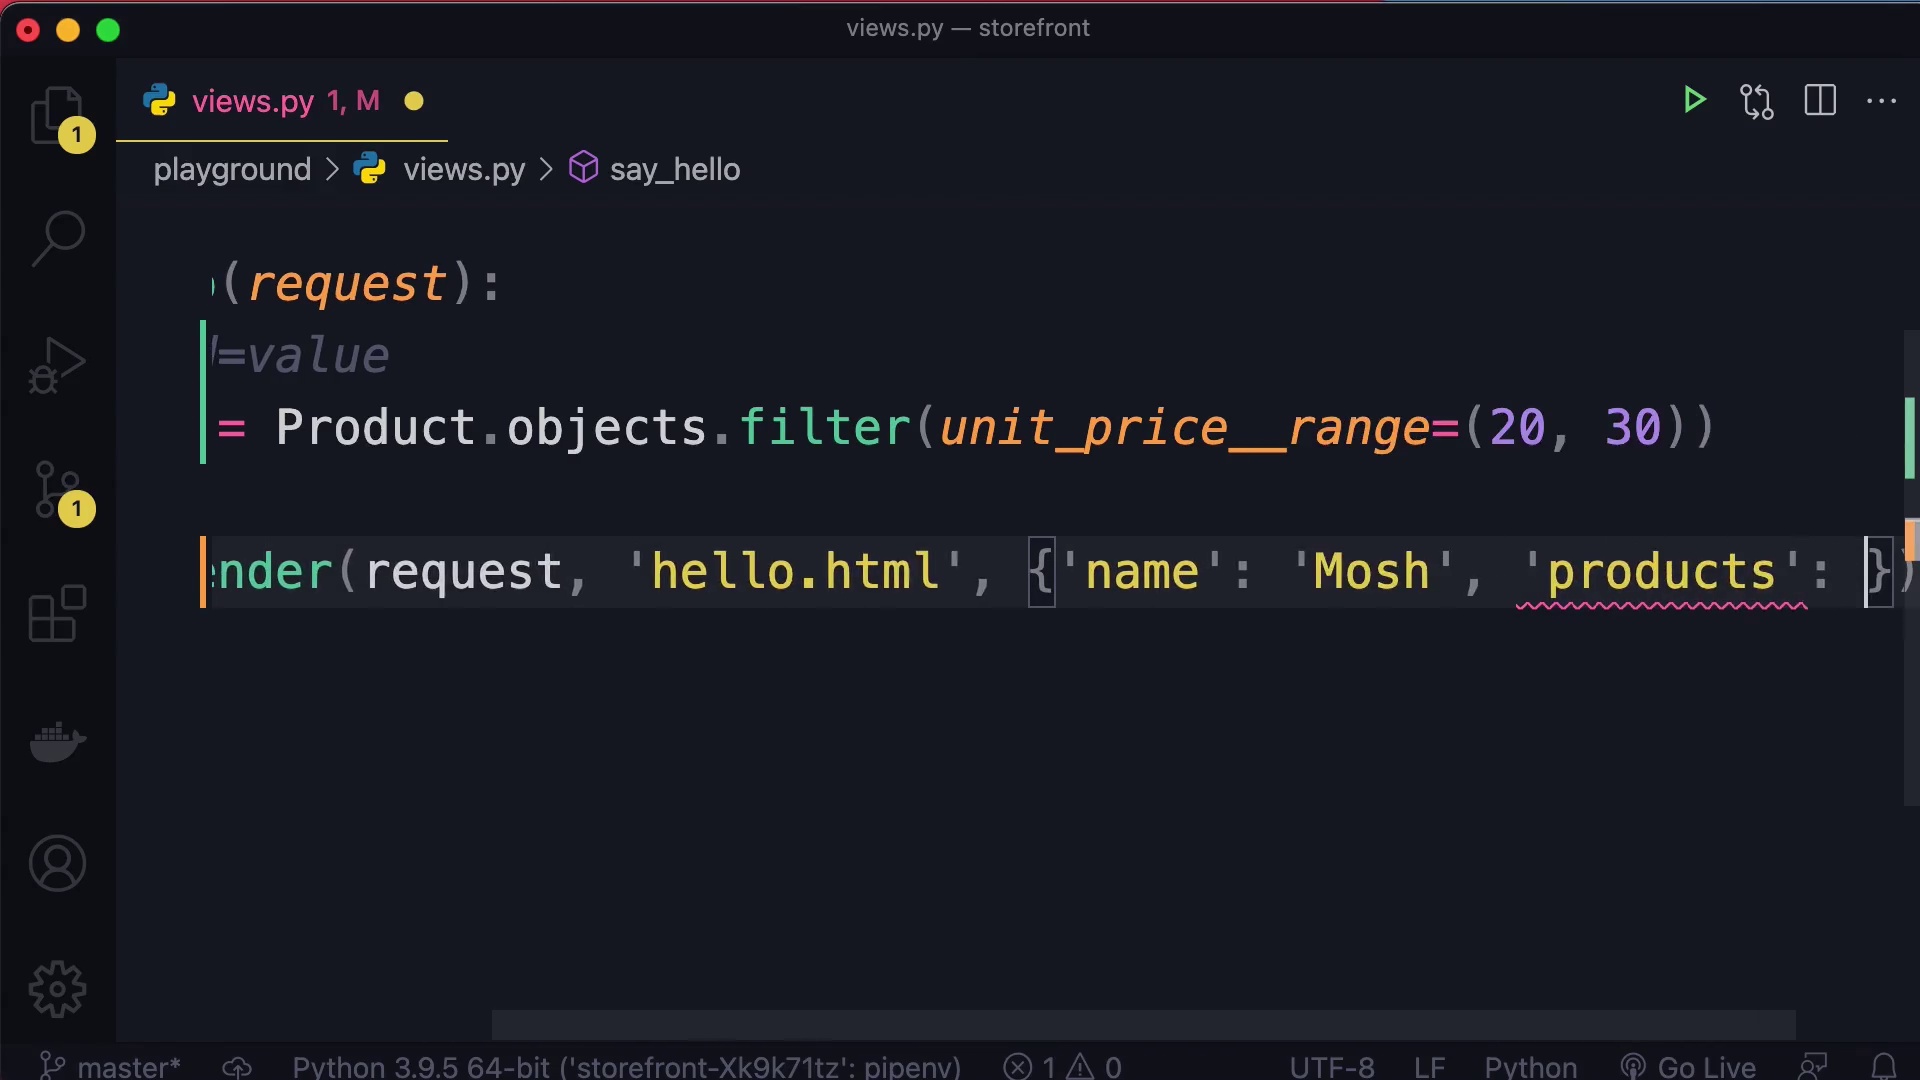 views.py — storefront
views.py 1, M
1
playground > views.py > say_hello
(request):
=value
= Product.objects.filter(unit_price__range=(20, 30))
1
nder(request, 'hello.html', {'name': 'Mosh', 'products': })
master* Python 3.9.5 64-bit ('storefront-Xk9k71tz': pipenv) 1 0 UTF-8 LF Python Go Live